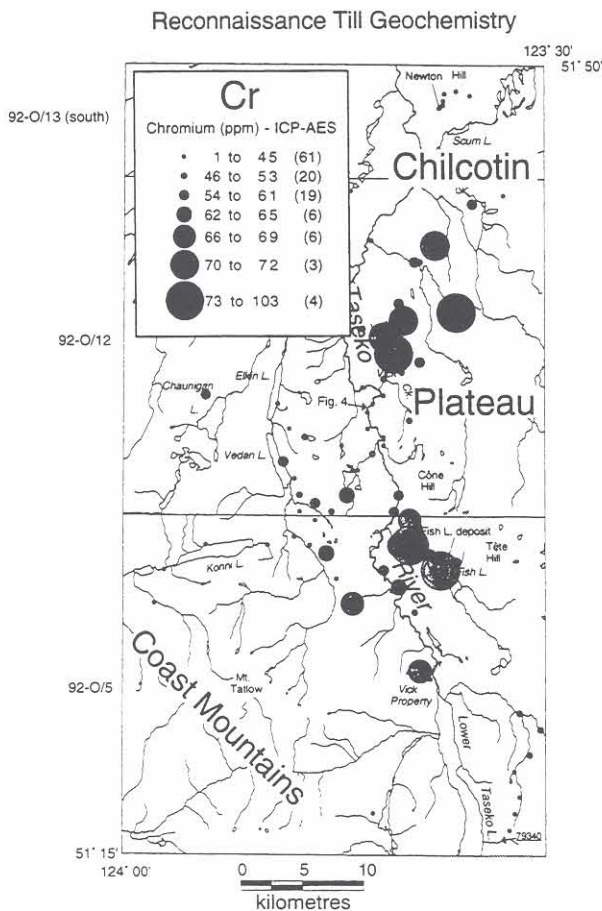 Reconnaissance Till Geochemistry
123° 30'
51° 50'
92-O/13 (south)
Cr
Chromium (ppm) - ICP-AES
1 to 45 (61)
46 to 53 (20)
54 to 61 (19)
62 to 65 (6)
66 to 69 (6)
70 to 72 (3)
73 to 103 (4)
Newton Hill
Scum L.
Chilcotin
Taseko
92-O/12
Chaunigan
L.
Elkin L.
Fig. 4
Ck.
Plateau
Vedan L.
Cone
Hill
Fish L. deposit
Tête
Hill
Fish L.
Konni L.
River
Coast Mountains
Mt.
Tatlow
92-O/5
Vick
Property
Lower
Taseko L.
79340
51° 15'
124° 00'
0 5 10
kilometres